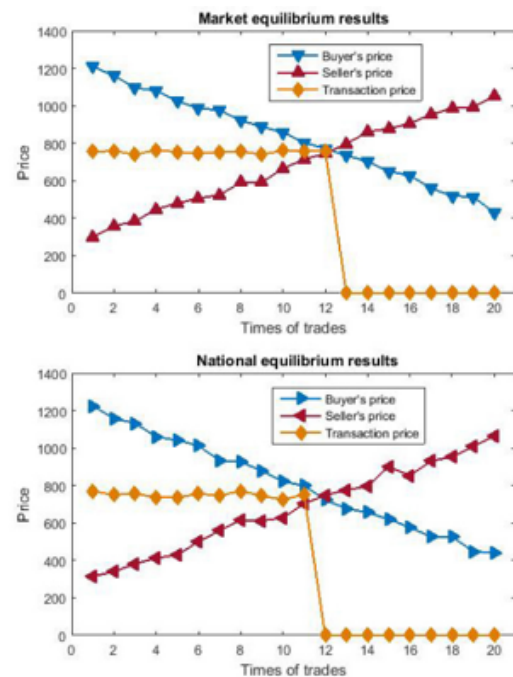 Market equilibrium results
1400
1200
1000
800
600
400
200
0
Price
Buyer's price
Seller's price
Transaction price
0 2 4 6 8 10 12 14 16 18 20
Times of trades
National equilibrium results
1400
1200
1000
800
600
400
200
0
Price
Buyer's price
Seller's price
Transaction price
0 2 4 6 8 10 12 14 16 18 20
Times of trades